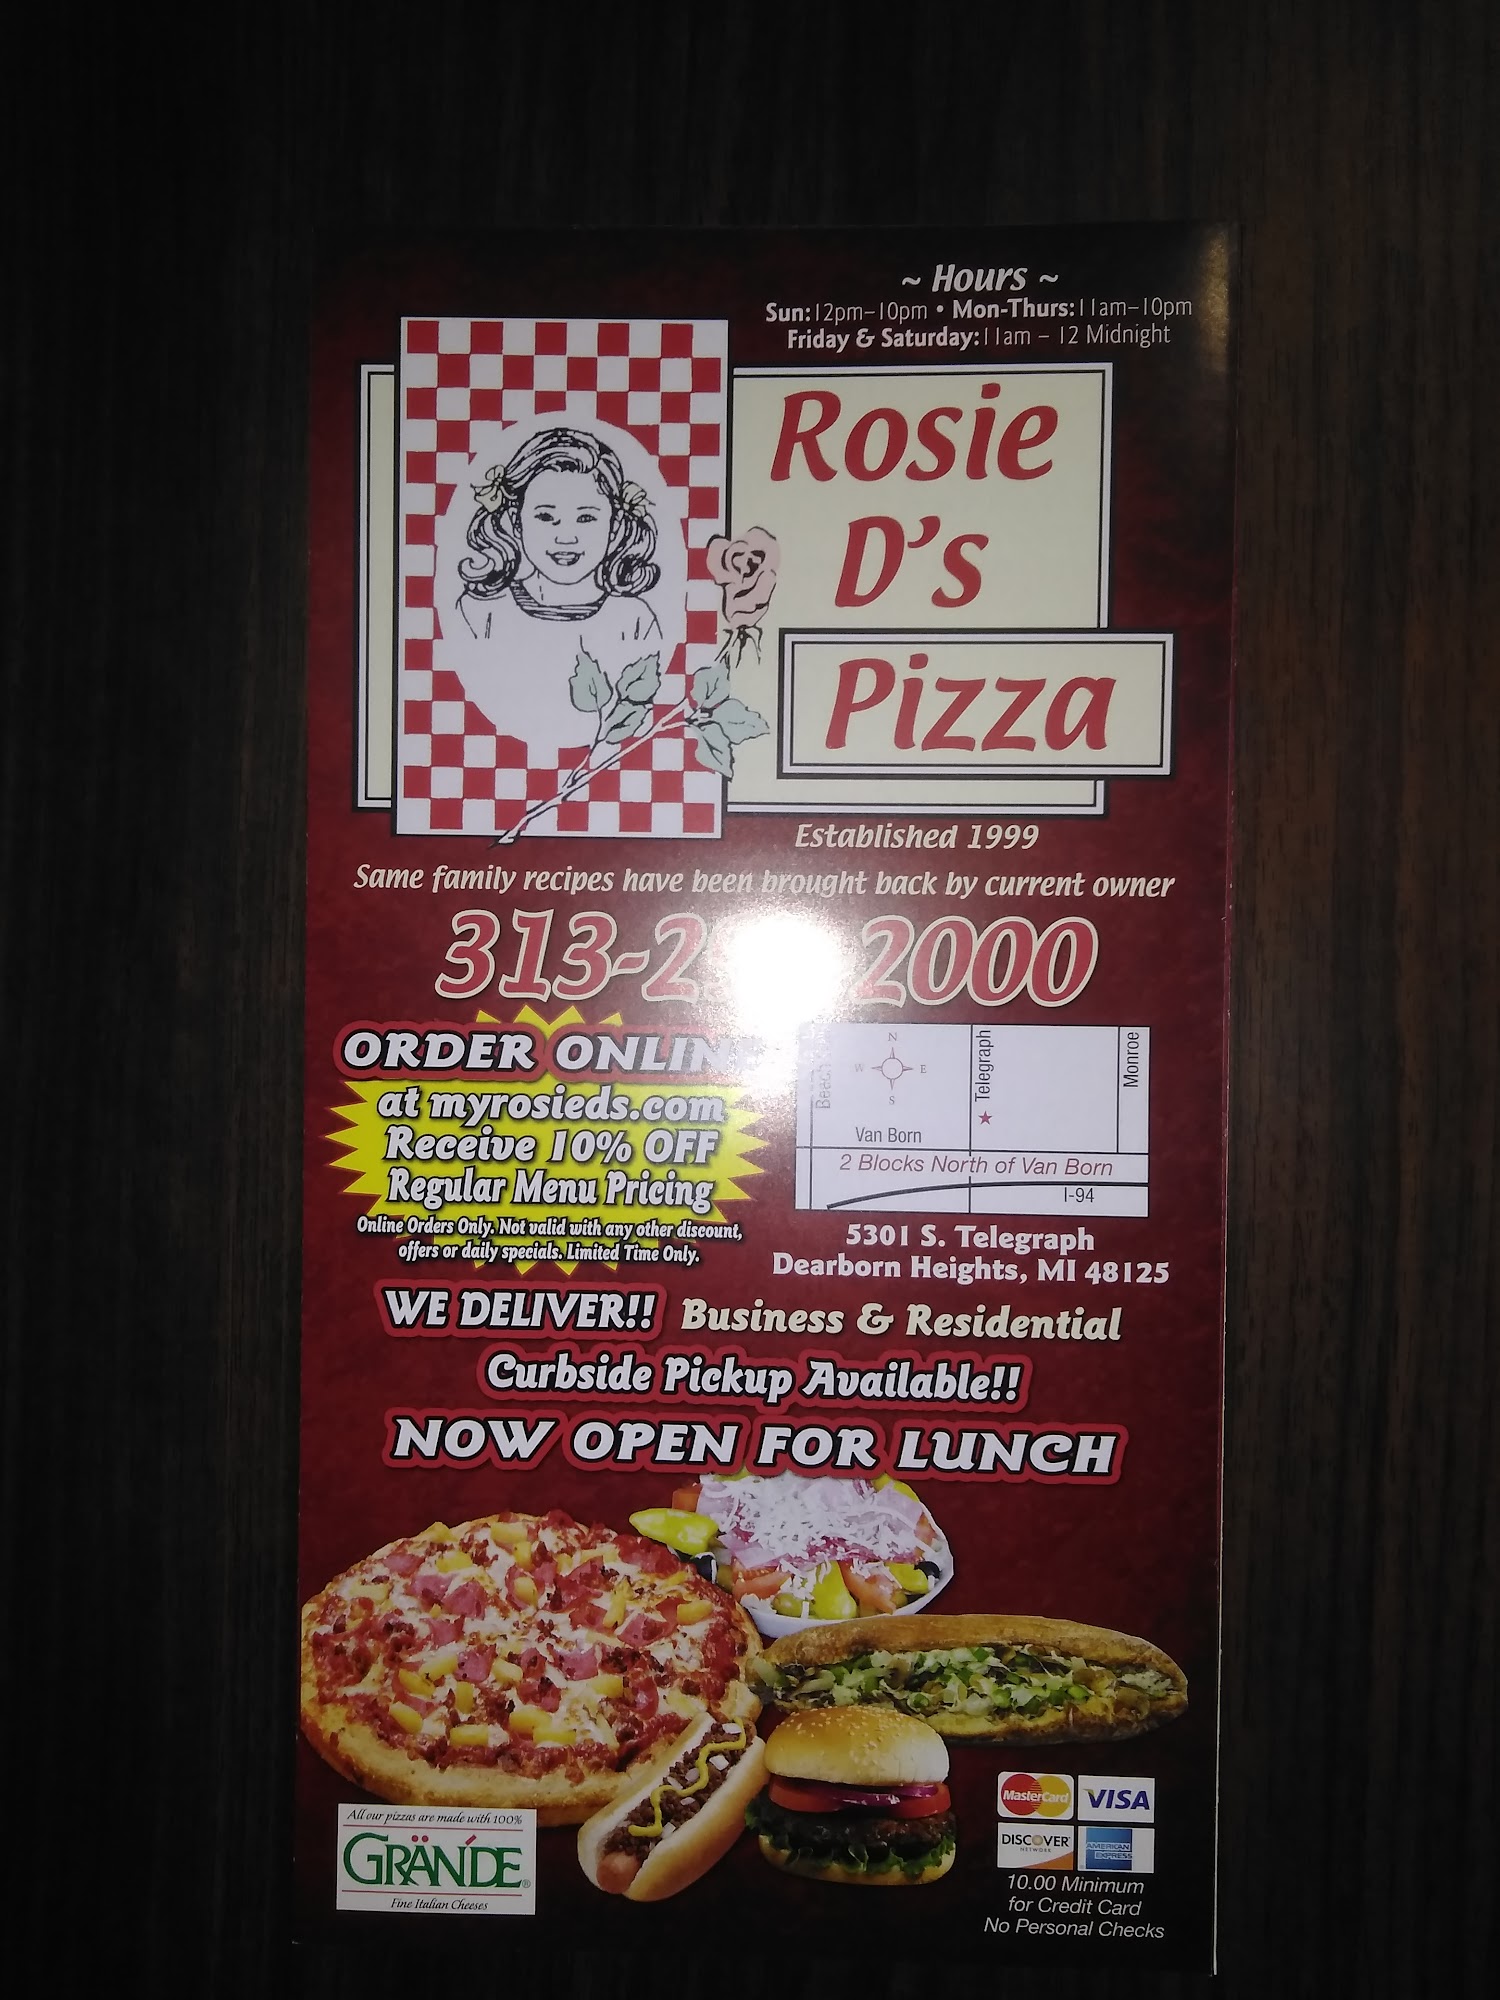 ~ Hours ~
Sun: 12pm–10pm • Mon-Thurs: 11am–10pm
Friday & Saturday: 11am – 12 Midnight
Rosie
D's
Pizza
Established 1999
Same family recipes have been brought back by current owner
313-2 2000
ORDER ONLINE
at myrosieds.com
Receive 10% OFF
Regular Menu Pricing
Online Orders Only. Not valid with any other discount,
offers or daily specials. Limited Time Only.
N
W E
S
Telegraph
Monroe
Van Born
2 Blocks North of Van Born
I-94
5301 S. Telegraph
Dearborn Heights, MI 48125
WE DELIVER!! Business & Residential
Curbside Pickup Available!!
NOW OPEN FOR LUNCH
All our pizzas are made with 100%
GRÄNDE®
Fine Italian Cheeses
MasterCard VISA
DISCOVER NETWORK AMERICAN EXPRESS
10.00 Minimum
for Credit Card
No Personal Checks